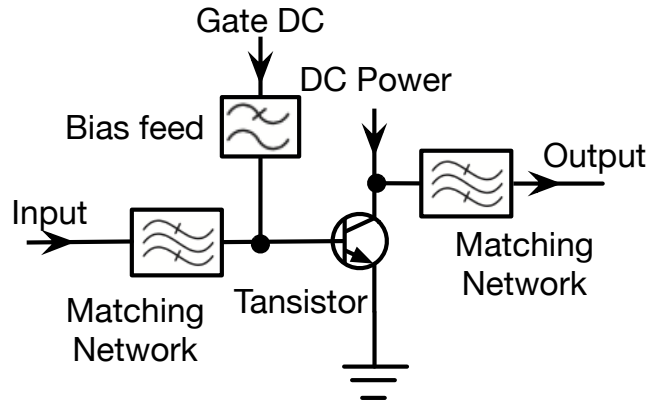 Gate DC
DC Power
Bias feed
Output
Input
Matching
Network
Tansistor
Matching
Network